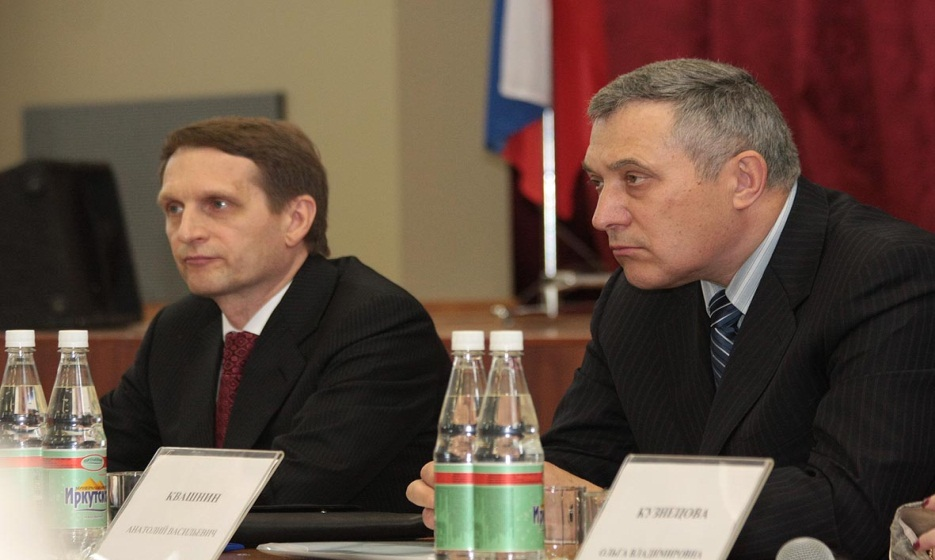 Иркутск
КВАШНИН
АНАТОЛИЙ ВАСИЛЬЕВИЧ
КУЗНЕЦОВА
ОЛЬГА ВЛАДИМИРОВНА